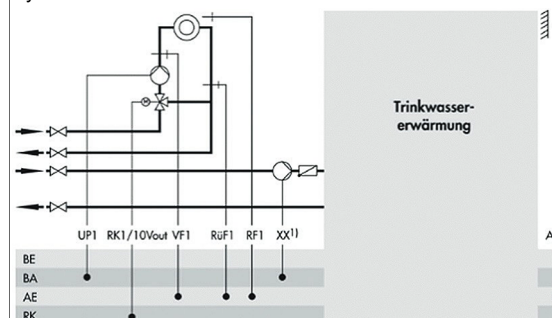 Trinkwasser-
erwärmung
UP1 RK1/10Vout VF1 RüF1 RF1 XX¹⁾
BE
BA
AE
RK